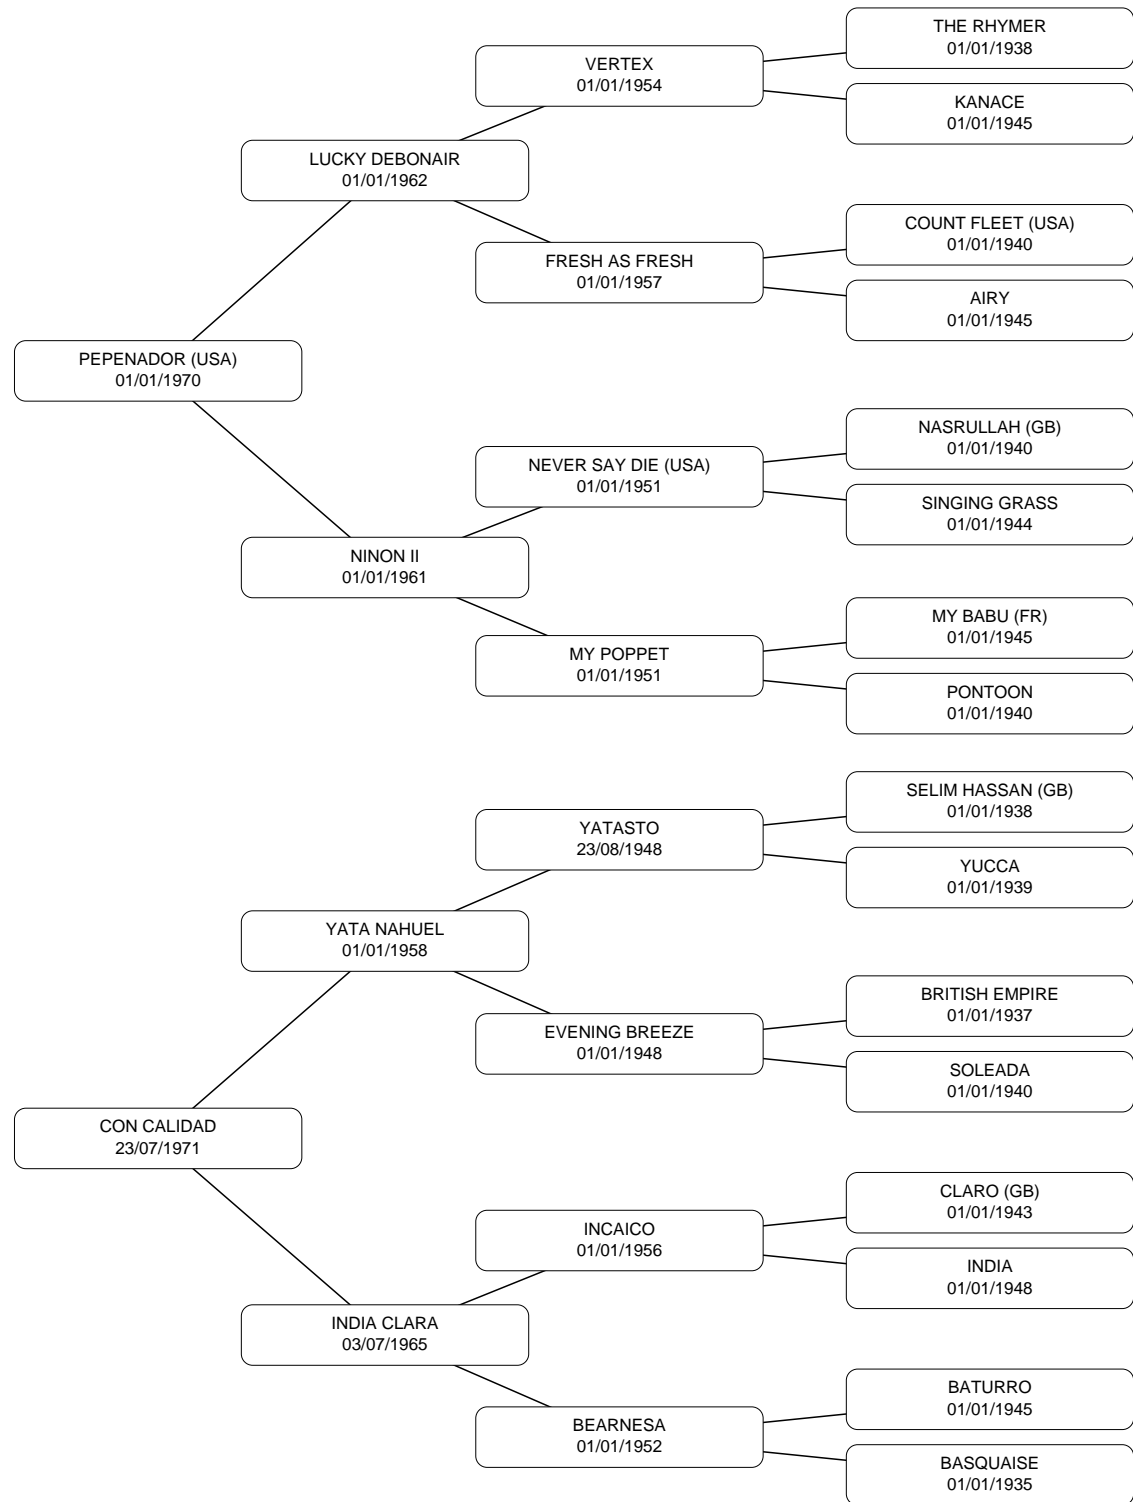 THE RHYMER
01/01/1938
VERTEX
01/01/1954
KANACE
01/01/1945
LUCKY DEBONAIR
01/01/1962
COUNT FLEET (USA)
01/01/1940
FRESH AS FRESH
01/01/1957
AIRY
01/01/1945
PEPENADOR (USA)
01/01/1970
NASRULLAH (GB)
01/01/1940
NEVER SAY DIE (USA)
01/01/1951
SINGING GRASS
01/01/1944
NINON II
01/01/1961
MY BABU (FR)
01/01/1945
MY POPPET
01/01/1951
PONTOON
01/01/1940
SELIM HASSAN (GB)
01/01/1938
YATASTO
23/08/1948
YUCCA
01/01/1939
YATA NAHUEL
01/01/1958
BRITISH EMPIRE
01/01/1937
EVENING BREEZE
01/01/1948
SOLEADA
01/01/1940
CON CALIDAD
23/07/1971
CLARO (GB)
01/01/1943
INCAICO
01/01/1956
INDIA
01/01/1948
INDIA CLARA
03/07/1965
BATURRO
01/01/1945
BEARNESA
01/01/1952
BASQUAISE
01/01/1935